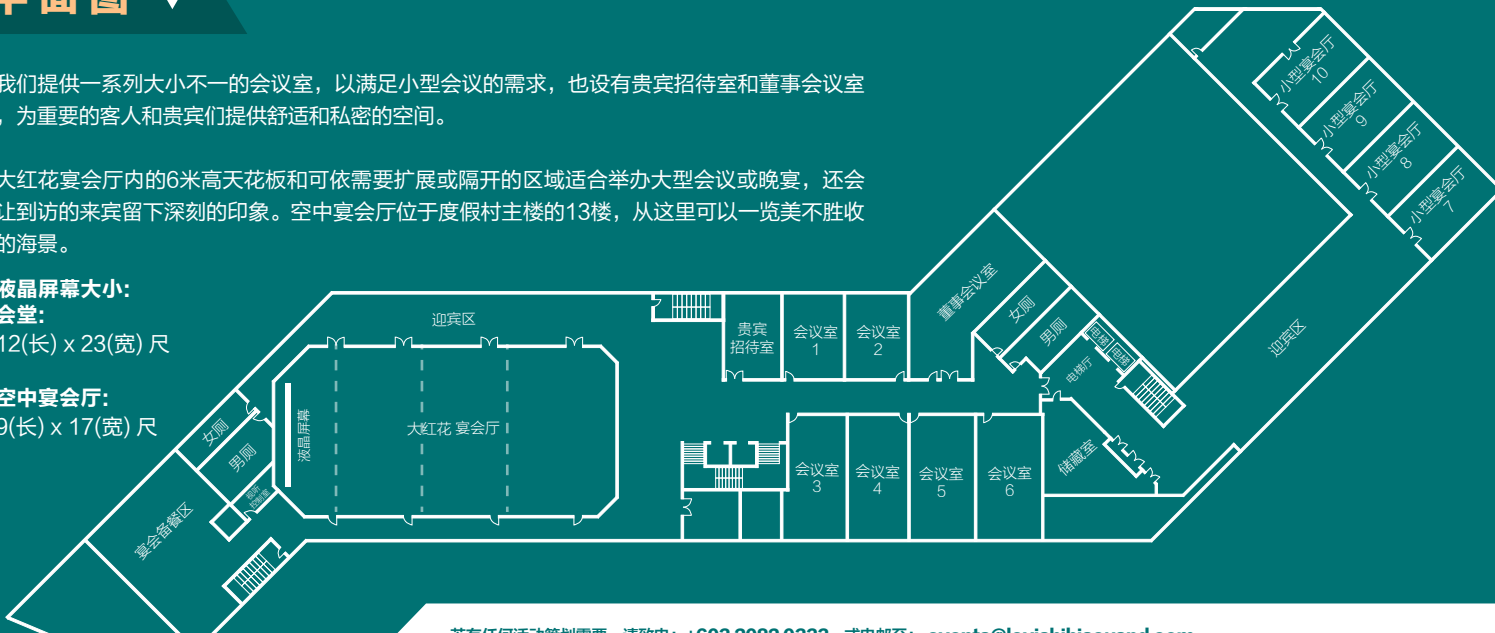 平面图
我们提供一系列大小不一的会议室，以满足小型会议的需求，也设有贵宾招待室和董事会议室
，为重要的客人和贵宾们提供舒适和私密的空间。
大红花宴会厅内的6米高天花板和可依需要扩展或隔开的区域适合举办大型会议或晚宴，还会
让到访的来宾留下深刻的印象。空中宴会厅位于度假村主楼的13楼，从这里可以一览美不胜收
的海景。
液晶屏幕大小:
会堂:
12(长) x 23(宽) 尺
空中宴会厅:
9(长) x 17(宽) 尺
小型宴会厅
10
小型宴会厅
9
小型宴会厅
8
小型宴会厅
7
迎宾区
董事会议室
女厕
男厕
电梯
电梯
电梯厅
储藏室
迎宾区
贵宾
招待室
会议室
1
会议室
2
会议室
3
会议室
4
会议室
5
会议室
6
液晶屏幕
大红花 宴会厅
女厕
男厕
视听
控制室
宴会备餐区